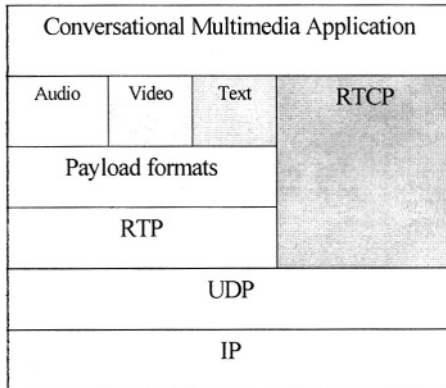 Conversational Multimedia Application
Audio Video Text RTCP
Payload formats
RTP
UDP
IP